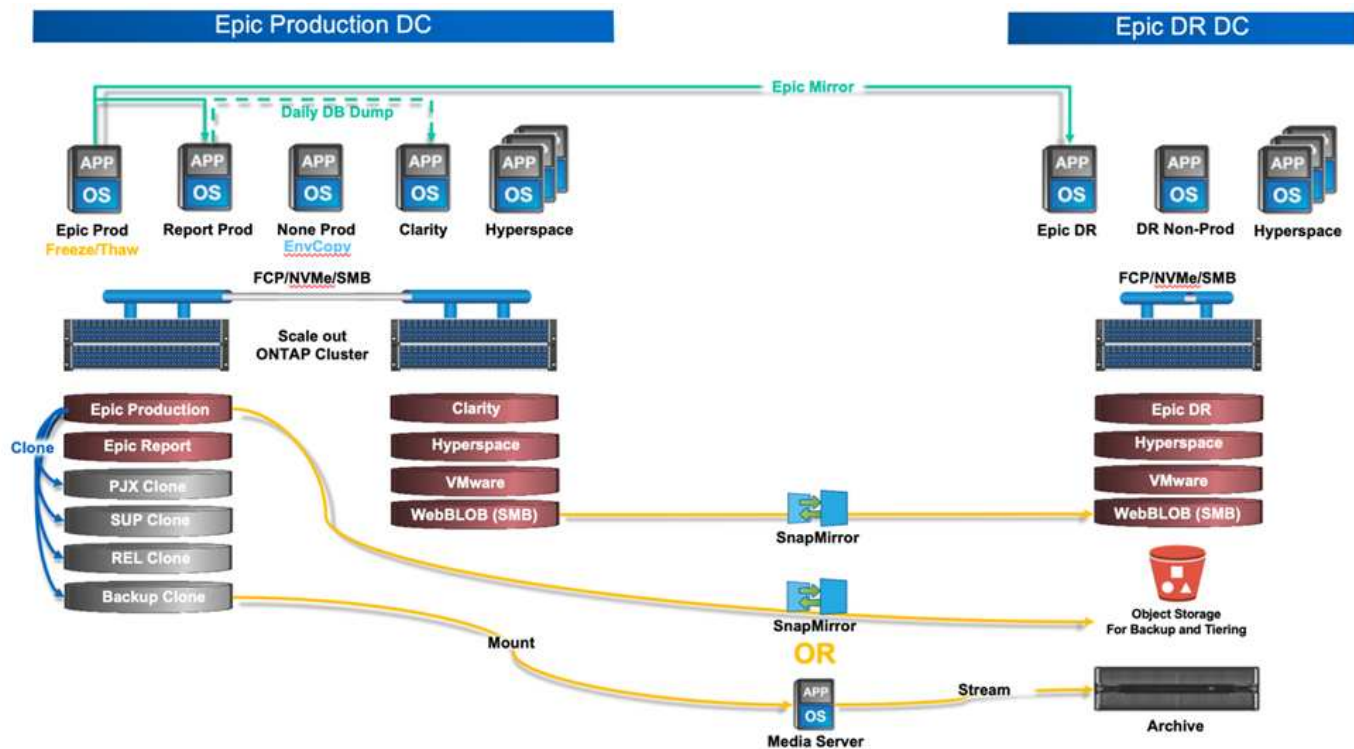 Epic Production DC
Epic DR DC
Epic Mirror
Daily DB Dump
APP
OS
APP
OS
APP
OS
APP
OS
APP
OS
APP
OS
APP
OS
APP
OS
Epic Prod
Freeze/Thaw
Report Prod
None Prod
EnvCopy
Clarity
Hyperspace
Epic DR
DR Non-Prod
Hyperspace
FCP/NVMe/SMB
FCP/NVMe/SMB
Scale out
ONTAP Cluster
Clone
Epic Production
Epic Report
PJX Clone
SUP Clone
REL Clone
Backup Clone
Clarity
Hyperspace
VMware
WebBLOB (SMB)
Epic DR
Hyperspace
VMware
WebBLOB (SMB)
SnapMirror
SnapMirror
OR
Object Storage
For Backup and Tiering
Mount
APP
OS
Media Server
Stream
Archive